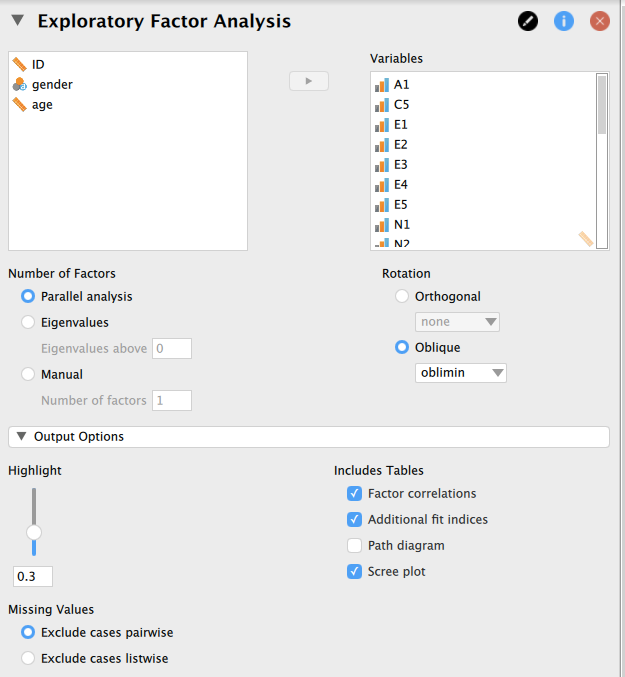 Exploratory Factor Analysis
ID
gender
age
Variables
A1
C5
E1
E2
E3
E4
E5
N1
N2
Number of Factors
Parallel analysis
Eigenvalues
Eigenvalues above 0
Manual
Number of factors 1
Rotation
Orthogonal
none
Oblique
oblimin
Output Options
Highlight
0.3
Includes Tables
Factor correlations
Additional fit indices
Path diagram
Scree plot
Missing Values
Exclude cases pairwise
Exclude cases listwise